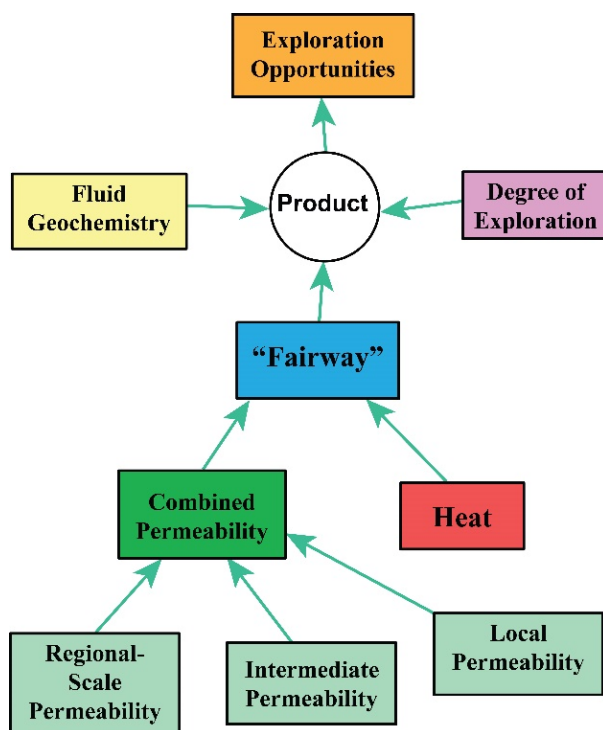 Exploration
Opportunities
Fluid
Geochemistry
Product
Degree of
Exploration
“Fairway”
Combined
Permeability
Heat
Regional-
Scale
Permeability
Intermediate
Permeability
Local
Permeability